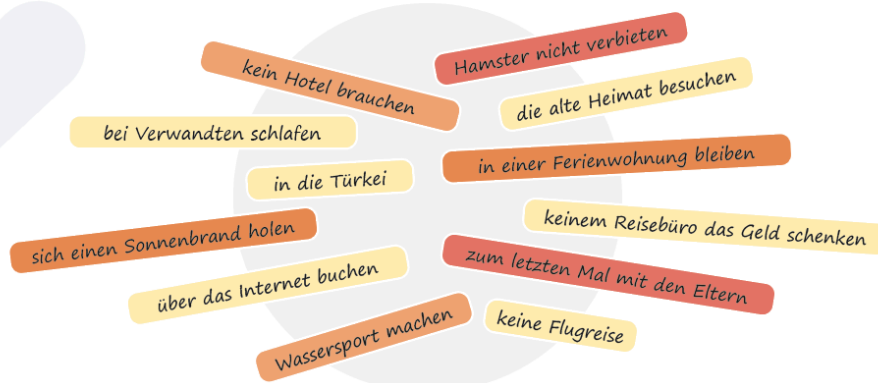 kein Hotel brauchen
Hamster nicht verbieten
die alte Heimat besuchen
bei Verwandten schlafen
in einer Ferienwohnung bleiben
in die Türkei
keinem Reisebüro das Geld schenken
sich einen Sonnenbrand holen
zum letzten Mal mit den Eltern
über das Internet buchen
Wassersport machen
keine Flugreise